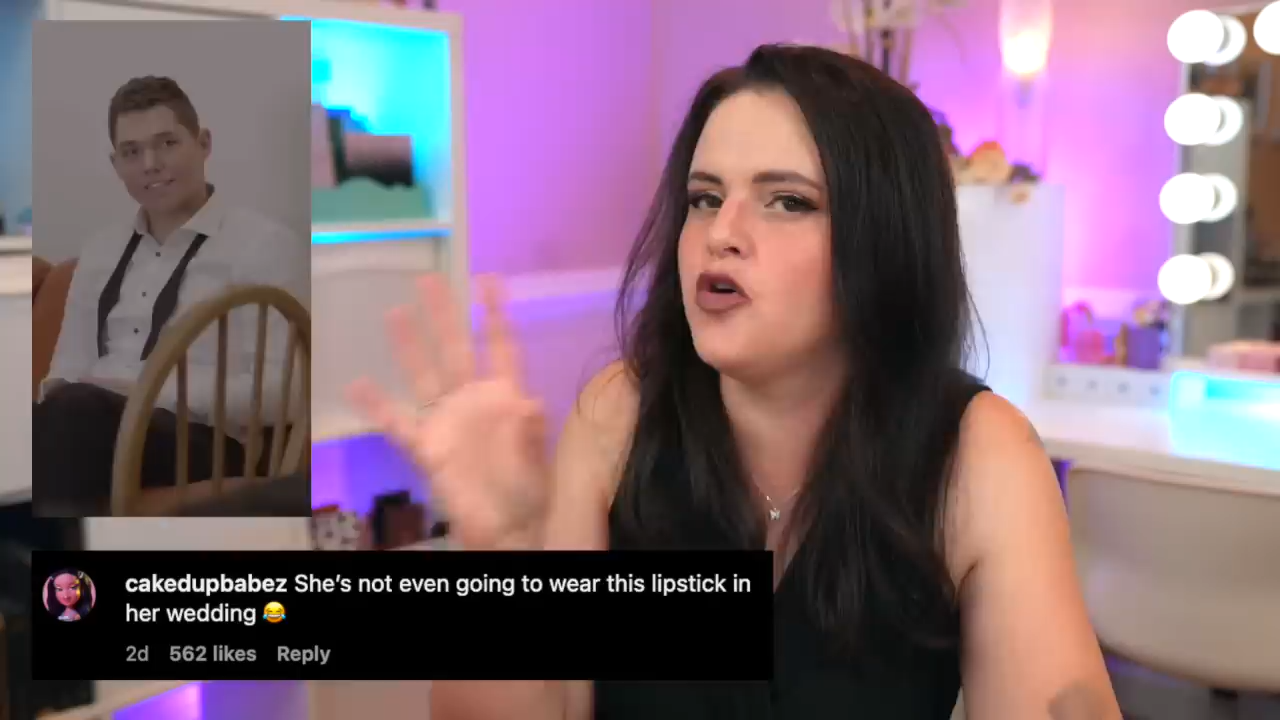 cakedupbabez She's not even going to wear this lipstick in
her wedding 😂
2d 562 likes Reply